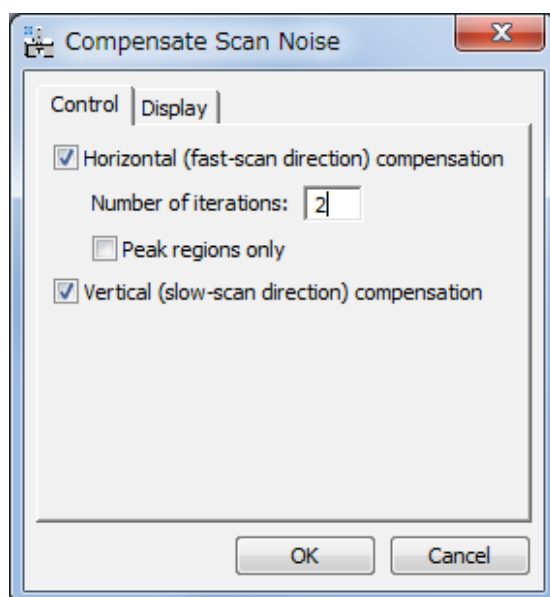 Compensate Scan Noise
Control Display
Horizontal (fast-scan direction) compensation
Number of iterations: 2
Peak regions only
Vertical (slow-scan direction) compensation
OK Cancel